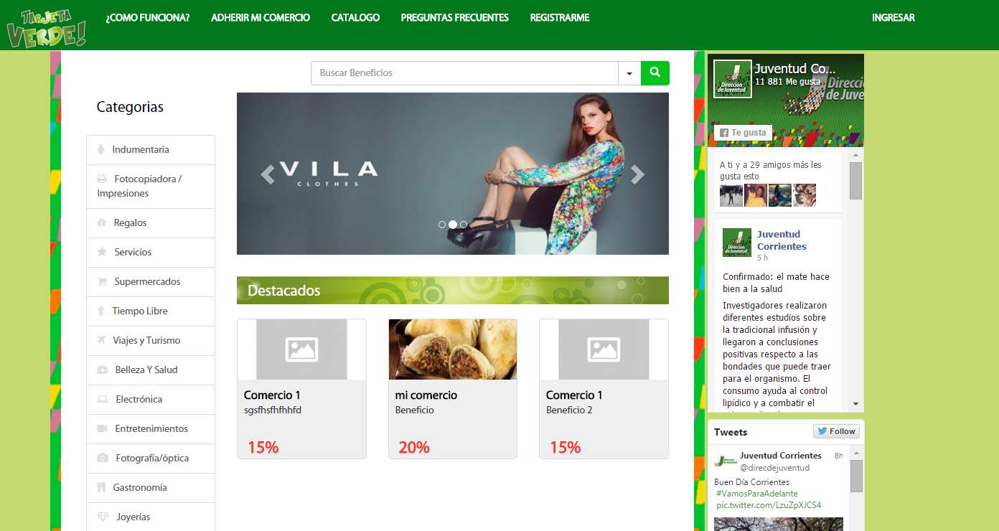 TARJETA
VERDE!
¿COMO FUNCIONA?
ADHERIR MI COMERCIO
CATALOGO
PREGUNTAS FRECUENTES
REGISTRARME
INGRESAR
Buscar Beneficios
Categorias
Indumentaria
Fotocopiadora /
Impresiones
Regalos
Servicios
Supermercados
Tiempo Libre
Viajes y Turismo
Belleza Y Salud
Electrónica
Entretenimientos
Fotografía/óptica
Gastronomía
Joyerías
VILA
CLOTHES
Destacados
Comercio 1
sgsfhsfhfhhfd
15%
mi comercio
Beneficio
20%
Comercio 1
Beneficio 2
15%
Dirección
de Juventud
Juventud Co...
11 881 Me gusta
Dirección
de Juventud
Te gusta
A ti y a 29 amigos más les
gusta esto
Dirección
de Juventud
Juventud
Corrientes
5 h
Confirmado: el mate hace
bien a la salud
Investigadores realizaron
diferentes estudios sobre
la tradicional infusión y
llegaron a conclusiones
positivas respecto a las
bondades que puede traer
para el organismo. El
consumo ayuda al control
lipídico y a combatir el
Tweets
Follow
Juventud Corrientes
8h
@direcdejuventud
Buen Día Corrientes
#VamosParaAdelante
pic.twitter.com/LzuZpXJCS4